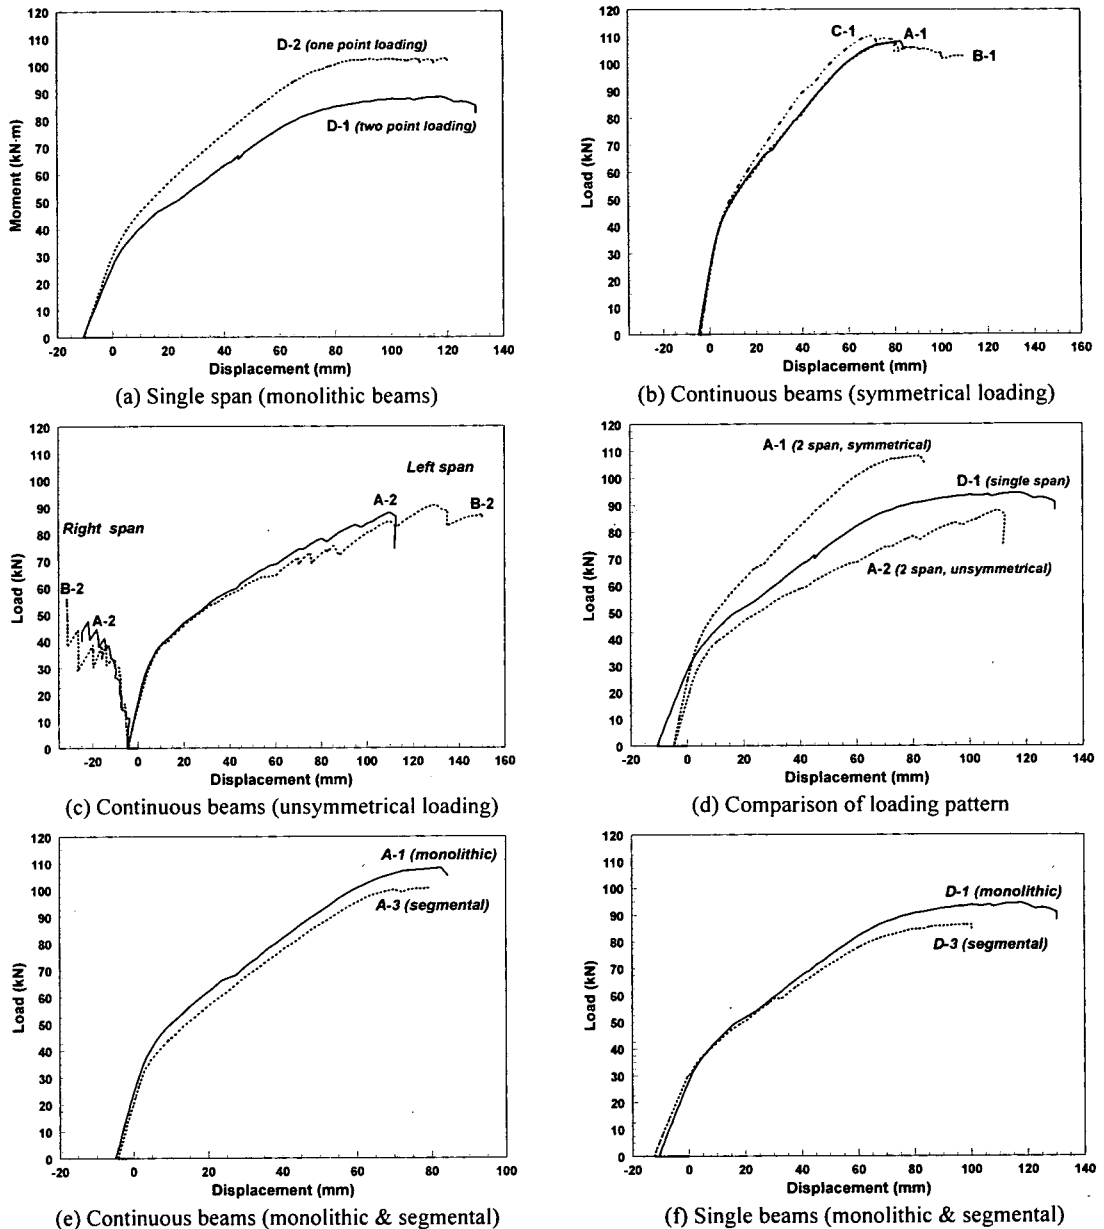 120
110
100
90
80
70
60
50
40
30
20
10
0
Moment (kN·m)
D-2 (one point loading)
D-1 (two point loading)
-20 0 20 40 60 80 100 120 140
Displacement (mm)
(a) Single span (monolithic beams)
120
110
100
90
80
70
60
50
40
30
20
10
0
Load (kN)
C-1 A-1
B-1
-20 0 20 40 60 80 100 120 140 160
Displacement (mm)
(b) Continuous beams (symmetrical loading)
120
110
100
90
80
70
60
50
40
30
20
10
0
Load (kN)
Left span
A-2
B-2
Right span
B-2
A-2
-20 0 20 40 60 80 100 120 140 160
Displacement (mm)
(c) Continuous beams (unsymmetrical loading)
120
110
100
90
80
70
60
50
40
30
20
10
0
Load (kN)
A-1 (2 span, symmetrical)
D-1 (single span)
A-2 (2 span, unsymmetrical)
-20 0 20 40 60 80 100 120 140
Displacement (mm)
(d) Comparison of loading pattern
120
110
100
90
80
70
60
50
40
30
20
10
0
Load (kN)
A-1 (monolithic)
A-3 (segmental)
-20 0 20 40 60 80 100
Displacement (mm)
(e) Continuous beams (monolithic & segmental)
120
110
100
90
80
70
60
50
40
30
20
10
0
Load (kN)
D-1 (monolithic)
D-3 (segmental)
-20 0 20 40 60 80 100 120 140
Displacement (mm)
(f) Single beams (monolithic & segmental)